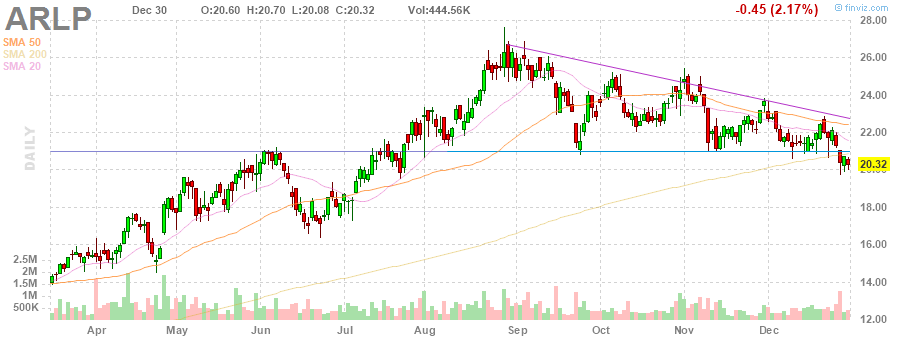 ARLP Dec 30 O:20.60 H:20.70 L:20.08 C:20.32 Vol:444.56K -0.45 (2.17%) finviz.com
SMA 50
SMA 200
SMA 20
DAILY
28.00
26.00
24.00
22.00
20.32
20.00
18.00
16.00
14.00
12.00
2.5M
2M
1.5M
1M
500K
Apr May Jun Jul Aug Sep Oct Nov Dec